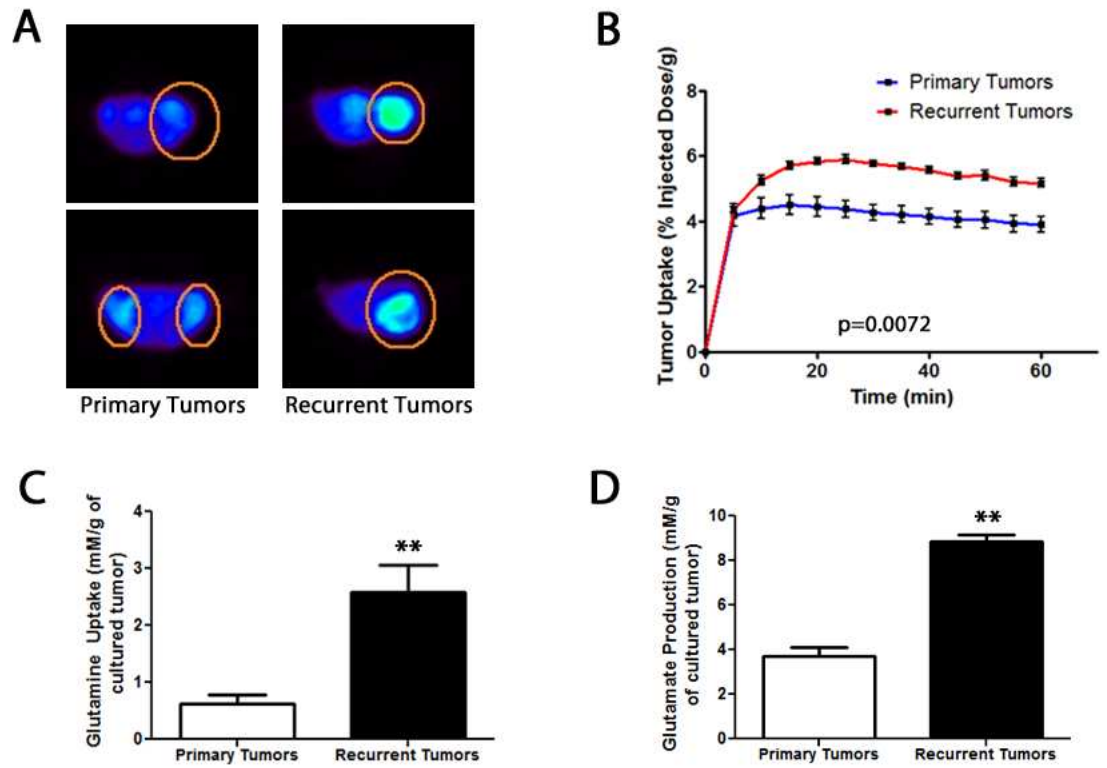 A
Primary Tumors
Recurrent Tumors
B
Tumor Uptake (% Injected Dose/g)
8
6
4
2
0
Primary Tumors
Recurrent Tumors
p=0.0072
0
20
40
60
Time (min)
C
Glutamine Uptake (mM/g of
cultured tumor)
4
3
2
1
0
**
Primary Tumors
Recurrent Tumors
D
Glutamate Production (mM/g
of cultured tumor)
10
8
6
4
2
0
**
Primary Tumors
Recurrent Tumors